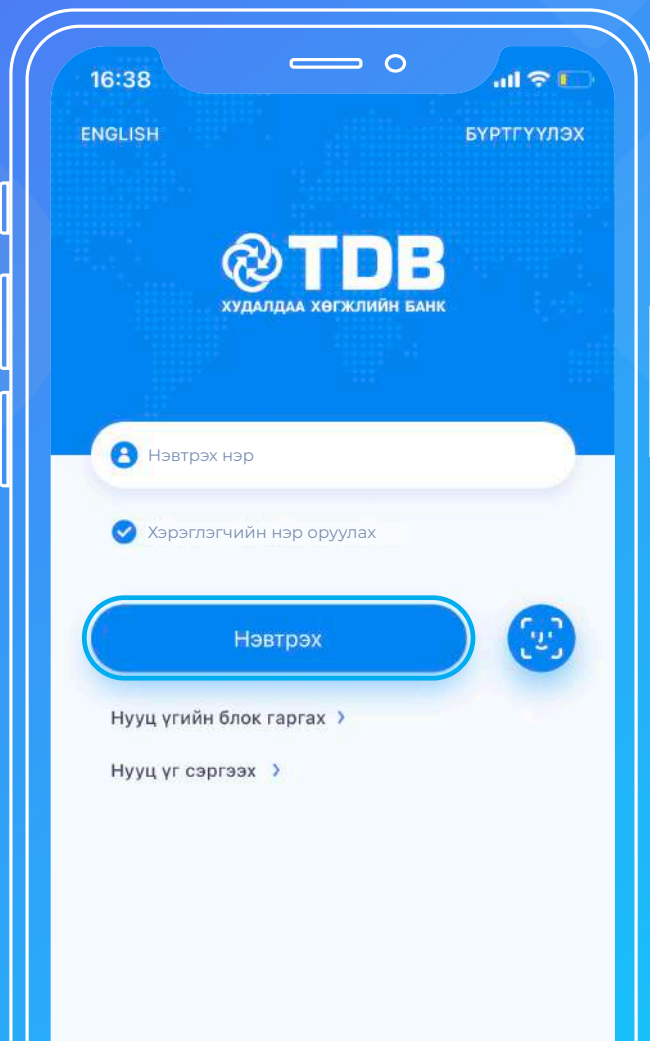 16:38
ENGLISH
БҮРТГҮҮЛЭХ
TDB
ХУДАЛДАА ХӨГЖЛИЙН БАНК
Нэвтрэх нэр
Хэрэглэгчийн нэр оруулах
Нэвтрэх
Нууц үгийн блок гаргах
Нууц үг сэргээх